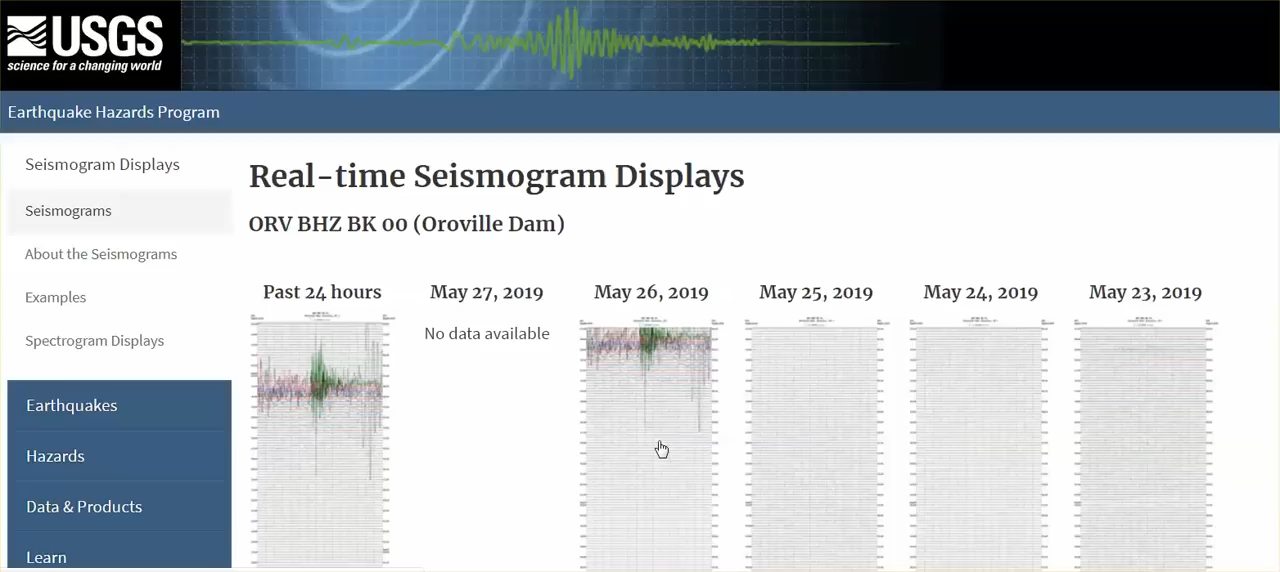 USGS
science for a changing world
Earthquake Hazards Program
Seismogram Displays
Seismograms
About the Seismograms
Examples
Spectrogram Displays
Earthquakes
Hazards
Data & Products
Learn
Real-time Seismogram Displays
ORV BHZ BK 00 (Oroville Dam)
Past 24 hours
May 27, 2019
May 26, 2019
May 25, 2019
May 24, 2019
May 23, 2019
No data available